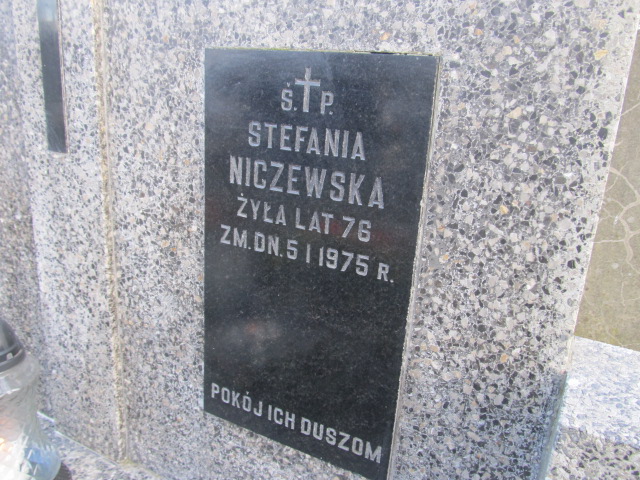 Ś.P.
STEFANIA
NICZEWSKA
ŻYŁA LAT 76
ZM. DN. 5 I 1975 R.
POKÓJ ICH DUSZOM